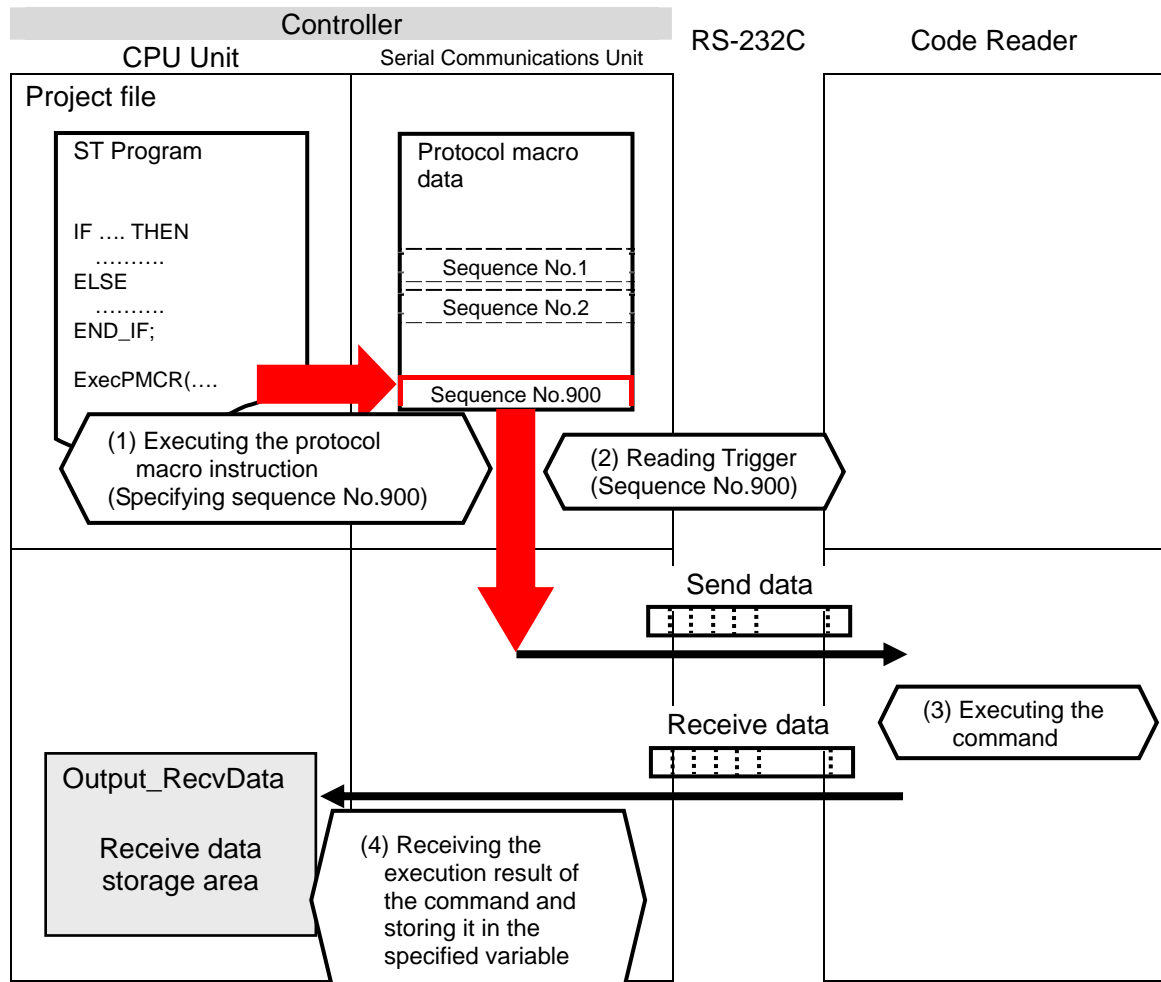 Controller
RS-232C
Code Reader
CPU Unit
Serial Communications Unit
Project file
ST Program
IF .... THEN
..........
ELSE
..........
END_IF;
ExecPMCR(....
Protocol macro
data
Sequence No.1
Sequence No.2
Sequence No.900
(1) Executing the protocol
macro instruction
(Specifying sequence No.900)
(2) Reading Trigger
(Sequence No.900)
Send data
(3) Executing the
command
Receive data
Output_RecvData
Receive data
storage area
(4) Receiving the
execution result of
the command and
storing it in the
specified variable